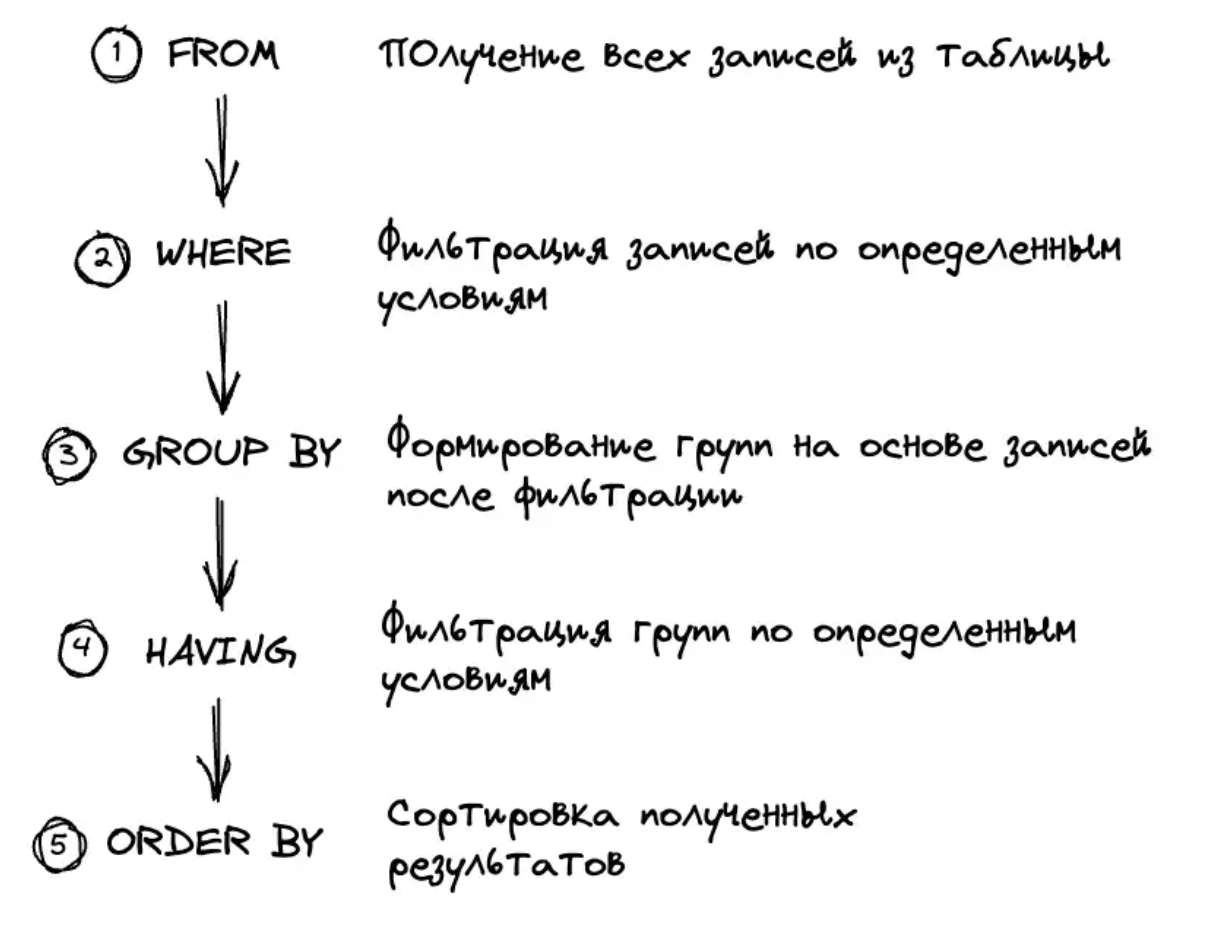 1 FROM ПОлучение всех записей из таблицы
2 WHERE Фильтрация записей по определенным
условиям
3 GROUP BY Формирование групп на основе записей
после фильтрации
4 HAVING Фильтрация групп по определенным
условиям
5 ORDER BY Сортировка полученных
результатов